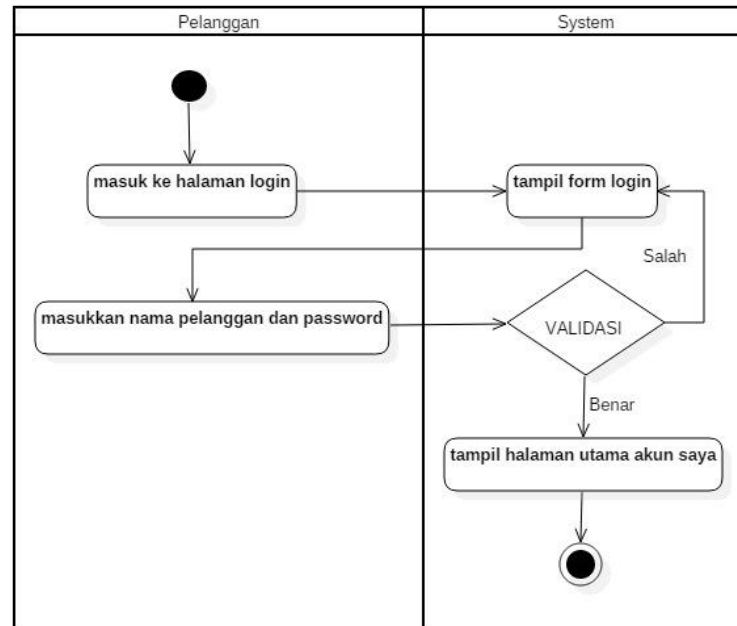 Pelanggan
System
masuk ke halaman login
tampil form login
Salah
masukkan nama pelanggan dan password
VALIDASI
Benar
tampil halaman utama akun saya